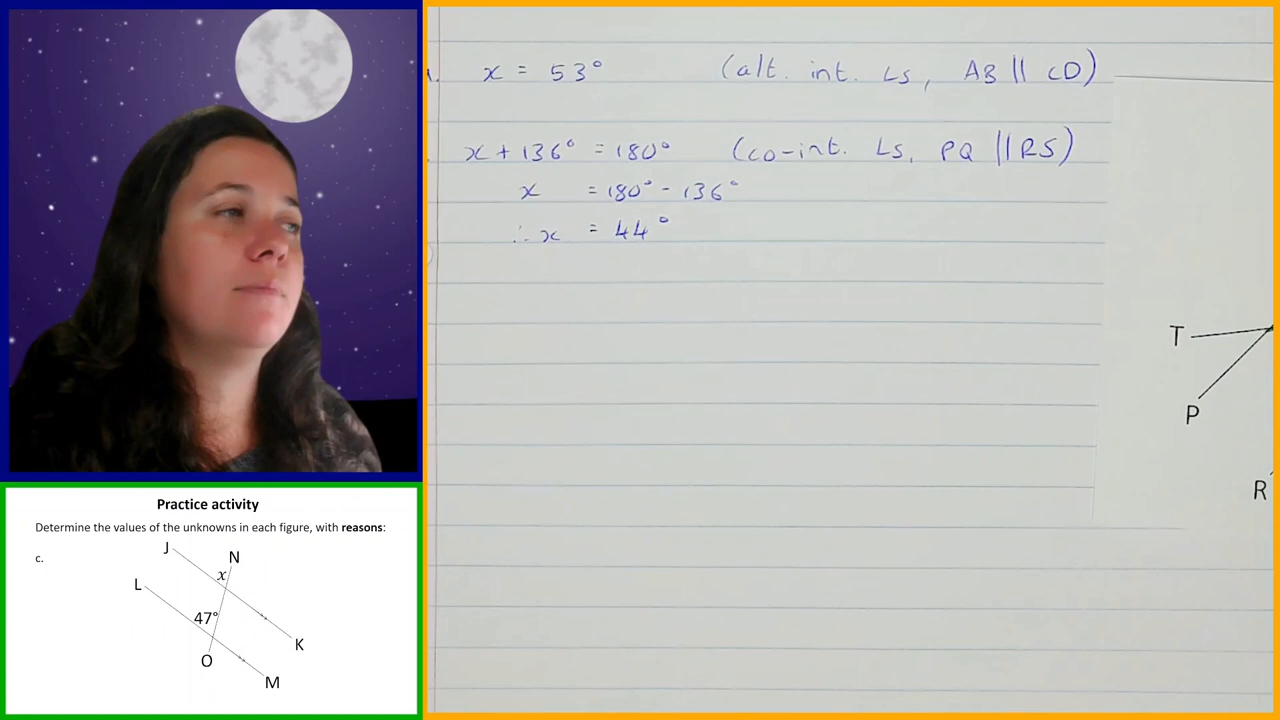 x = 53° (alt. int. ∠s, AB || CD)
x + 136° = 180° (co-int. ∠s, PQ || RS)
x = 180° - 136°
∴ x = 44°
T
P
R
Practice activity
Determine the values of the unknowns in each figure, with reasons:
c.
J
N
x
L
47°
K
O
M